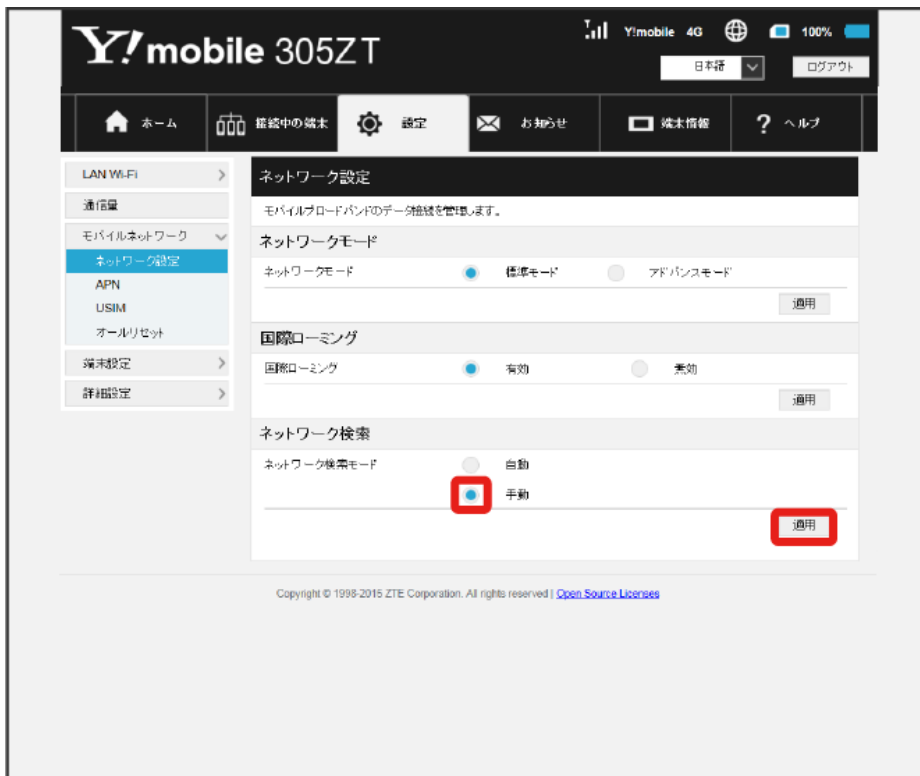 Y!mobile 305ZT
Y!mobile 4G 100%
日本語 ログアウト
ホーム 接続中の端末 設定 お知らせ 端末情報 ? ヘルプ
LAN Wi-Fi
通信量
モバイルネットワーク
ネットワーク設定
APN
USIM
オールリセット
端末設定
詳細設定
ネットワーク設定
モバイルブロードバンドのデータ接続を管理します。
ネットワークモード
ネットワークモード 標準モード アドバンスモード
適用
国際ローミング
国際ローミング 有効 無効
適用
ネットワーク検索
ネットワーク検索モード 自動
手動
適用
Copyright © 1998-2015 ZTE Corporation. All rights reserved | Open Source Licenses